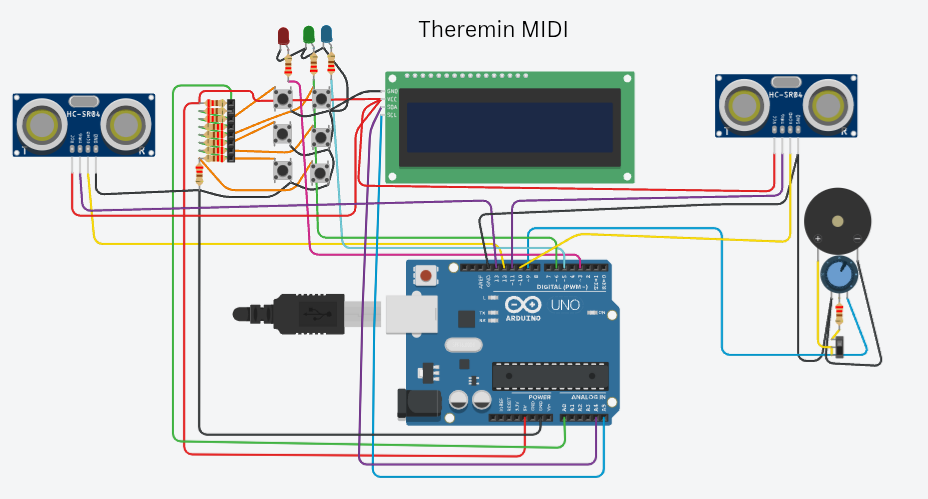 Theremin MIDI
HC-SR04
T
R
VCC
TRIG
ECHO
GND
GND
VCC
SDA
SCL
HC-SR04
T
R
VCC
TRIG
ECHO
GND
+
−
AREF
GND
13
12
~11
~10
~9
8
7
~6
~5
4
~3
2
TX→1
RX←0
DIGITAL (PWM~)
L
TX
RX
ARDUINO
UNO
ON
POWER
ANALOG IN
IOREF
RESET
3.3V
5V
GND
GND
Vin
A0
A1
A2
A3
A4
A5